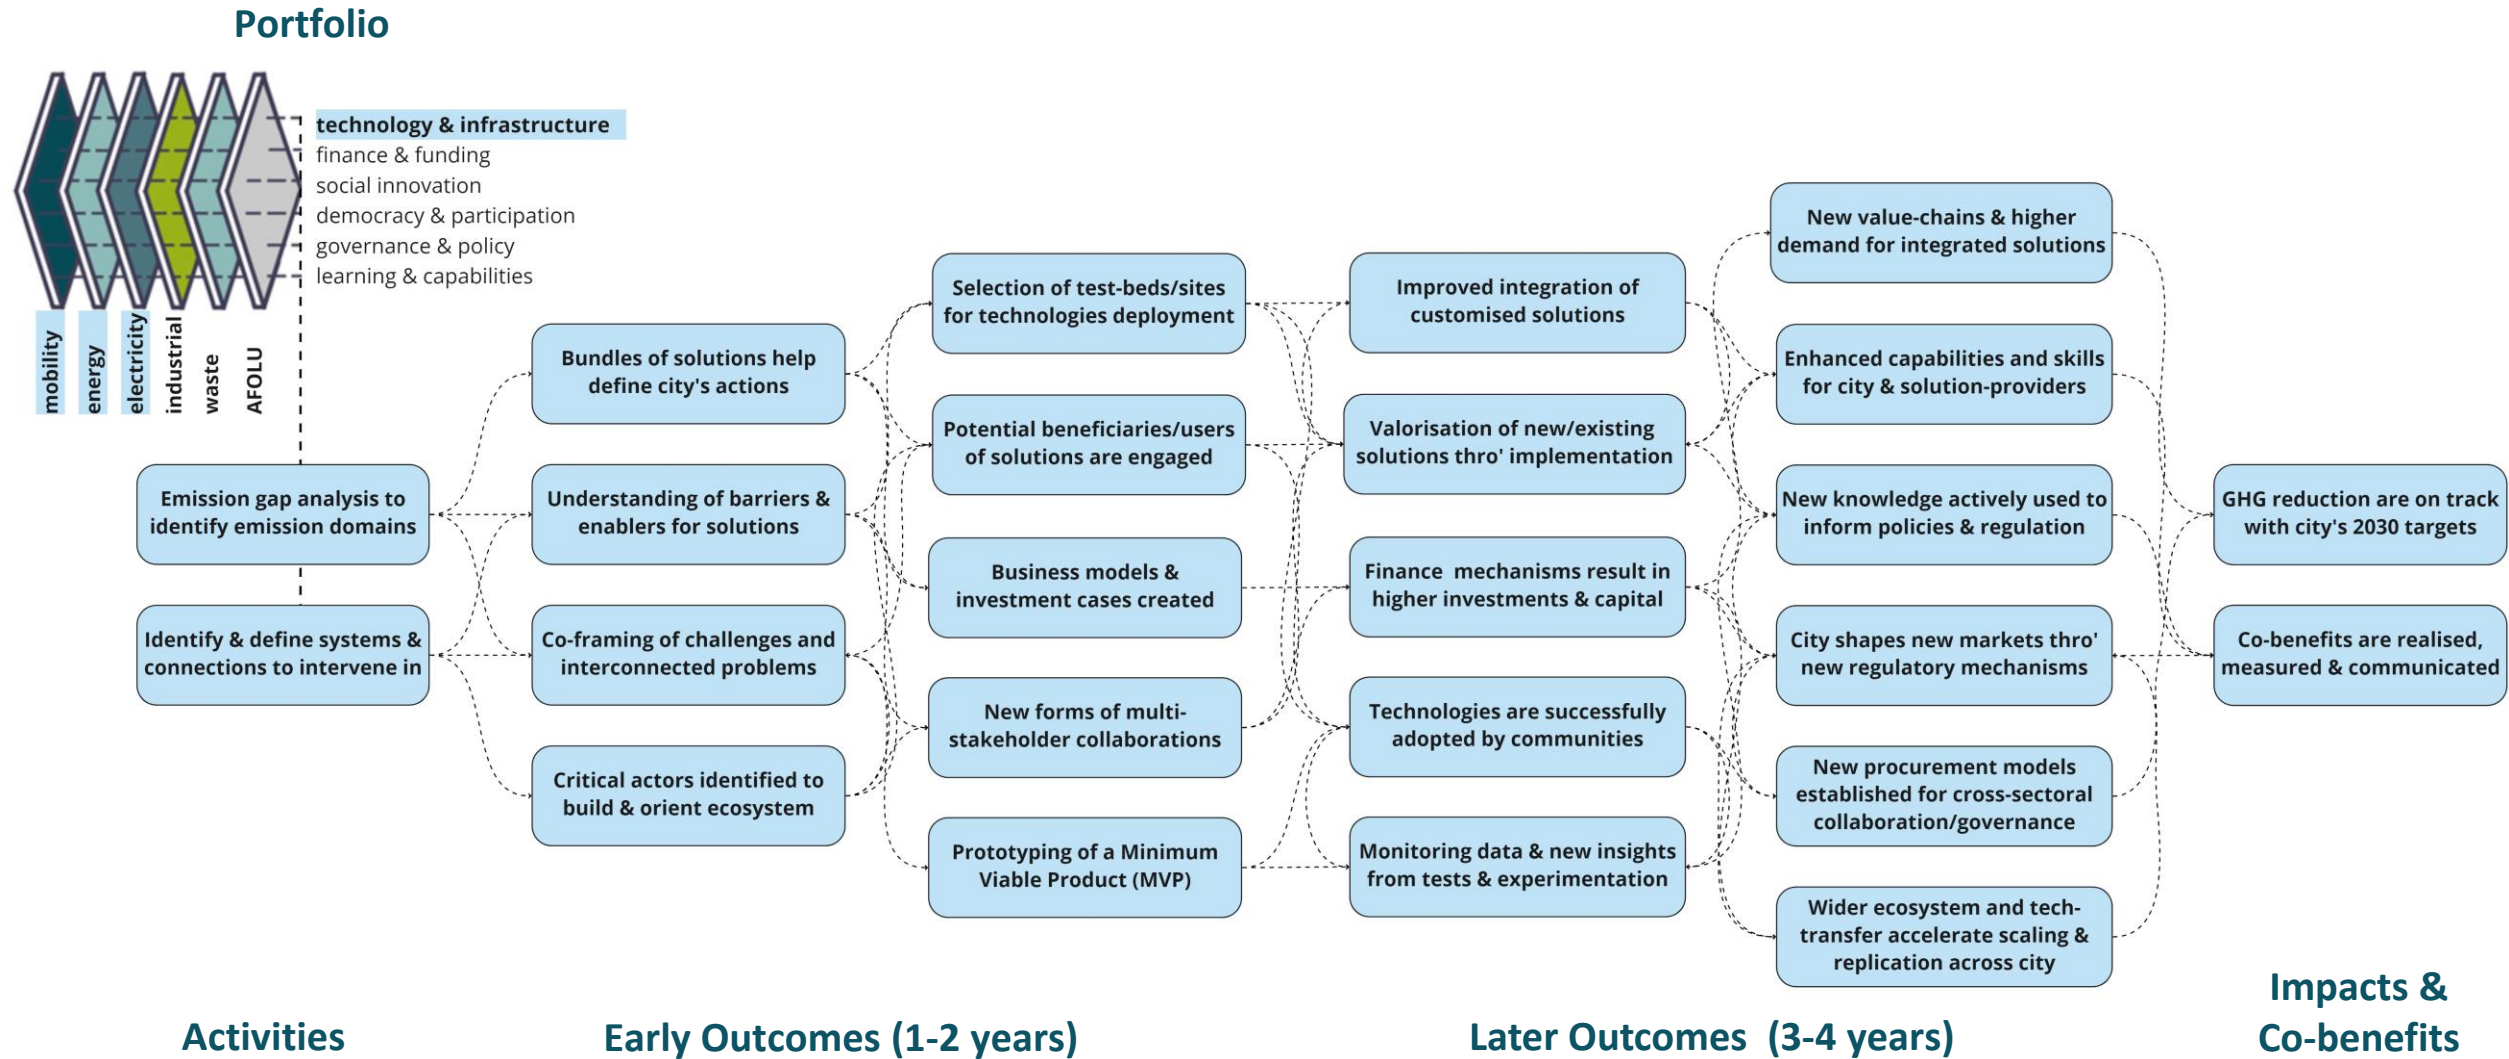 Portfolio
technology & infrastructure
finance & funding
social innovation
democracy & participation
governance & policy
learning & capabilities
mobility
energy
electricity
industrial
waste
AFOLU
Emission gap analysis to
identify emission domains
Identify & define systems &
connections to intervene in
Bundles of solutions help
define city's actions
Understanding of barriers &
enablers for solutions
Co-framing of challenges and
interconnected problems
Critical actors identified to
build & orient ecosystem
Selection of test-beds/sites
for technologies deployment
Potential beneficiaries/users
of solutions are engaged
Business models &
investment cases created
New forms of multi-
stakeholder collaborations
Prototyping of a Minimum
Viable Product (MVP)
Improved integration of
customised solutions
Valorisation of new/existing
solutions thro' implementation
Finance mechanisms result in
higher investments & capital
Technologies are successfully
adopted by communities
Monitoring data & new insights
from tests & experimentation
New value-chains & higher
demand for integrated solutions
Enhanced capabilities and skills
for city & solution-providers
New knowledge actively used to
inform policies & regulation
City shapes new markets thro'
new regulatory mechanisms
New procurement models
established for cross-sectoral
collaboration/governance
Wider ecosystem and tech-
transfer accelerate scaling &
replication across city
GHG reduction are on track
with city's 2030 targets
Co-benefits are realised,
measured & communicated
Activities
Early Outcomes (1-2 years)
Later Outcomes (3-4 years)
Impacts &
Co-benefits